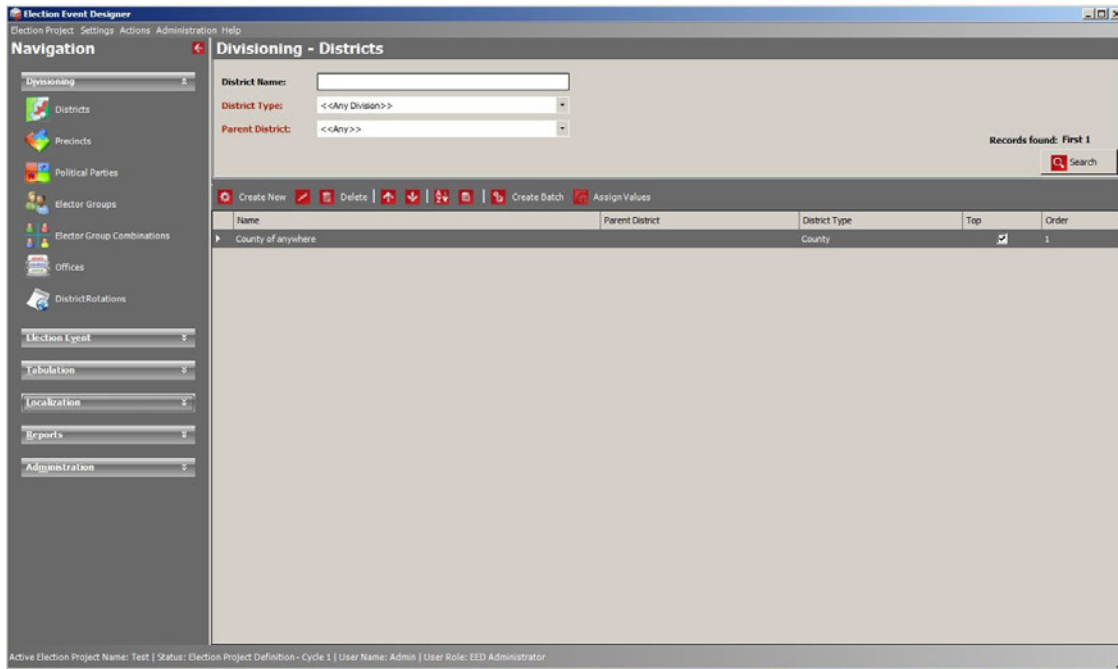 Election Event Designer
Election Project Settings Actions Administration Help
Navigation
Divisioning - Districts
Divisioning
Districts
Precincts
Political Parties
Elector Groups
Elector Group Combinations
Offices
DistrictRotations
Election Event
Tabulation
Localization
Reports
Administration
District Name:
District Type: <<Any Division>>
Parent District: <<Any>>
Records found: First 1
Search
Create New Delete Create Batch Assign Values
Name Parent District District Type Top Order
County of anywhere County 1
Active Election Project Name: Test | Status: Election Project Definition - Cycle 1 | User Name: Admin | User Role: EED Administrator